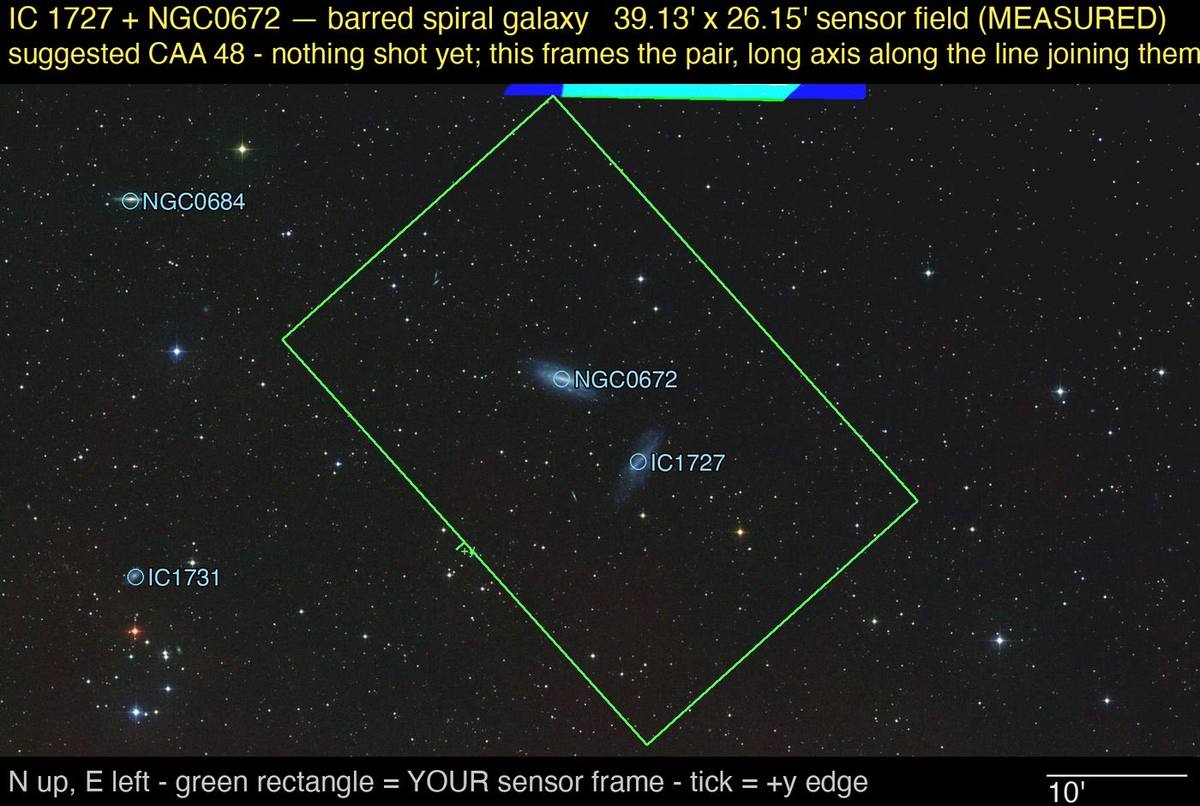 IC 1727 + NGC0672 — barred spiral galaxy 39.13' x 26.15' sensor field (MEASURED)
suggested CAA 48 - nothing shot yet; this frames the pair, long axis along the line joining them
NGC0684
NGC0672
IC1727
+y
IC1731
N up, E left - green rectangle = YOUR sensor frame - tick = +y edge
10'